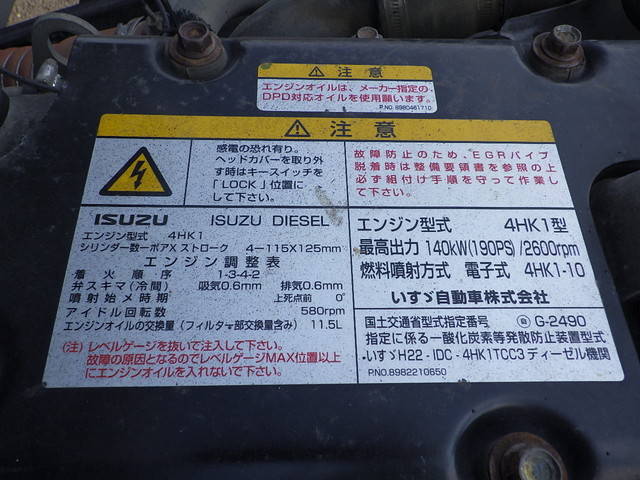 注意
エンジンオイルは、メーカー指定の
DPD対応オイルを使用願います。
P.NO. 8980461710
注意
感電の恐れ有り。
ヘッドカバーを取り外
す時はキースイッチを
「LOCK」位置に
して下さい。
故障防止のため、EGRパイプ
脱着時は整備要領書を参照の上
必ず組付け手順を守って作業し
て下さい。
ISUZU ISUZU DIESEL
エンジン型式 4HK1
シリンダー数ーボア×ストローク 4ー115×125mm
エンジン調整表
着火順序 1-3-4-2
弁スキマ(冷間) 吸気0.6mm 排気0.6mm
噴射始メ時期 上死点前 0°
アイドル回転数 580rpm
エンジンオイルの交換量(フィルター部交換量含み) 11.5L
(注)レベルゲージを抜いて注入して下さい。
故障の原因となるのでレベルゲージMAX位置以上
にエンジンオイルを入れないで下さい。
エンジン型式 4HK1型
最高出力 140kW(190PS)/2600rpm
燃料噴射方式 電子式 4HK1-10
いすゞ自動車株式会社
国土交通省型式指定番号 G-2490
指定に係る一酸化炭素等発散防止装置型式
・いすゞH22-IDC-4HK1TCC3ディーゼル機関
P.NO.8982210650